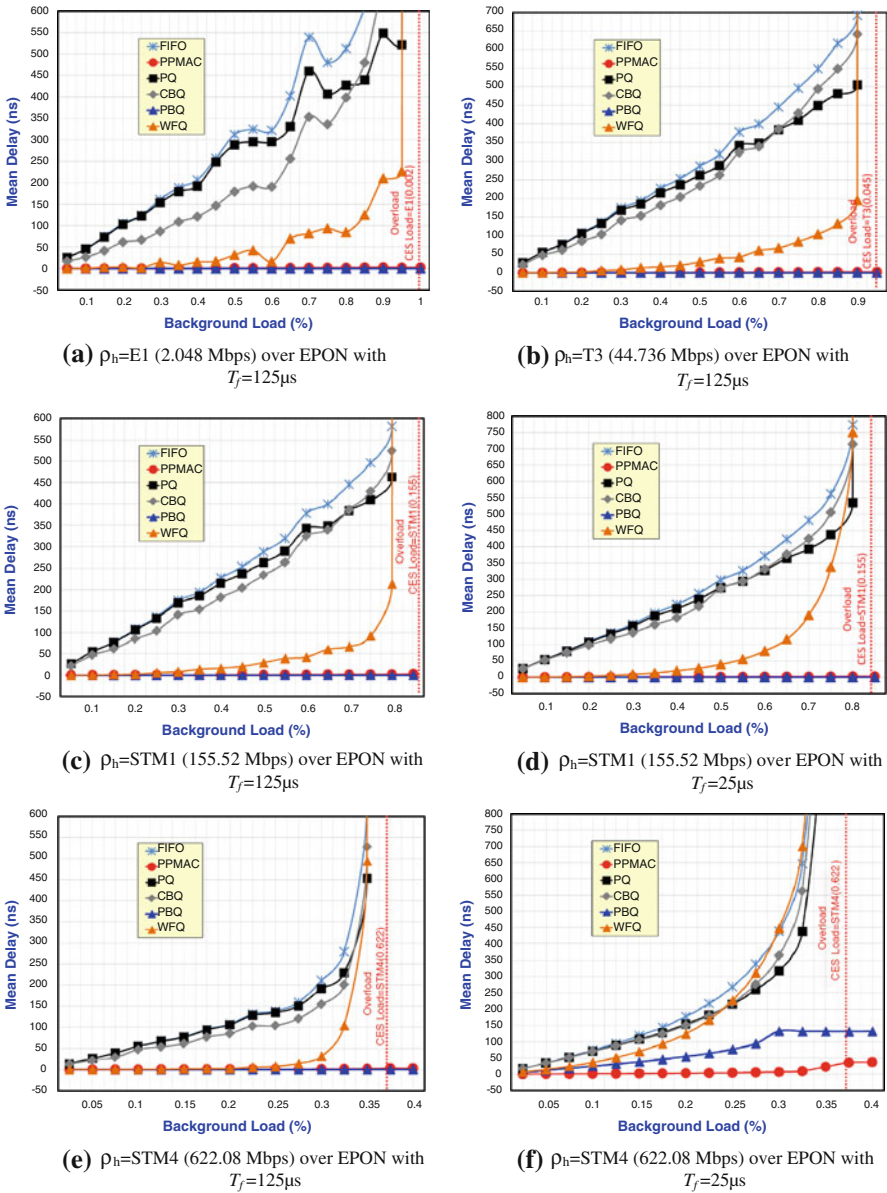 600
550
500
450
400
350
300
250
200
150
100
50
0
-50
Mean Delay (ns)
FIFO
PPMAC
PQ
CBQ
PBQ
WFQ
Overload
CES Load=E1(0.002)
0.1 0.2 0.3 0.4 0.5 0.6 0.7 0.8 0.9 1
Background Load (%)
(a) ρh=E1 (2.048 Mbps) over EPON with
Tf=125μs
700
650
600
550
500
450
400
350
300
250
200
150
100
50
0
-50
Mean Delay (ns)
FIFO
PPMAC
PQ
CBQ
PBQ
WFQ
Overload
CES Load=T3(0.045)
0.1 0.2 0.3 0.4 0.5 0.6 0.7 0.8 0.9
Background Load (%)
(b) ρh=T3 (44.736 Mbps) over EPON with
Tf=125μs
600
550
500
450
400
350
300
250
200
150
100
50
0
-50
Mean Delay (ns)
FIFO
PPMAC
PQ
CBQ
PBQ
WFQ
Overload
CES Load=STM1(0.155)
0.1 0.2 0.3 0.4 0.5 0.6 0.7 0.8
Background Load (%)
(c) ρh=STM1 (155.52 Mbps) over EPON with
Tf=125μs
800
750
700
650
600
550
500
450
400
350
300
250
200
150
100
50
0
-50
Mean Delay (ns)
FIFO
PPMAC
PQ
CBQ
PBQ
WFQ
Overload
CES Load=STM1(0.155)
0.1 0.2 0.3 0.4 0.5 0.6 0.7 0.8
Background Load (%)
(d) ρh=STM1 (155.52 Mbps) over EPON with
Tf=25μs
600
550
500
450
400
350
300
250
200
150
100
50
0
-50
Mean Delay (ns)
FIFO
PPMAC
PQ
CBQ
PBQ
WFQ
Overload
CES Load=STM4(0.622)
0.05 0.1 0.15 0.2 0.25 0.3 0.35 0.4
Background Load (%)
(e) ρh=STM4 (622.08 Mbps) over EPON with
Tf=125μs
800
750
700
650
600
550
500
450
400
350
300
250
200
150
100
50
0
-50
Mean Delay (ns)
FIFO
PPMAC
PQ
CBQ
PBQ
WFQ
Overload
CES Load=STM4(0.622)
0.05 0.1 0.15 0.2 0.25 0.3 0.35 0.4
Background Load (%)
(f) ρh=STM4 (622.08 Mbps) over EPON with
Tf=25μs